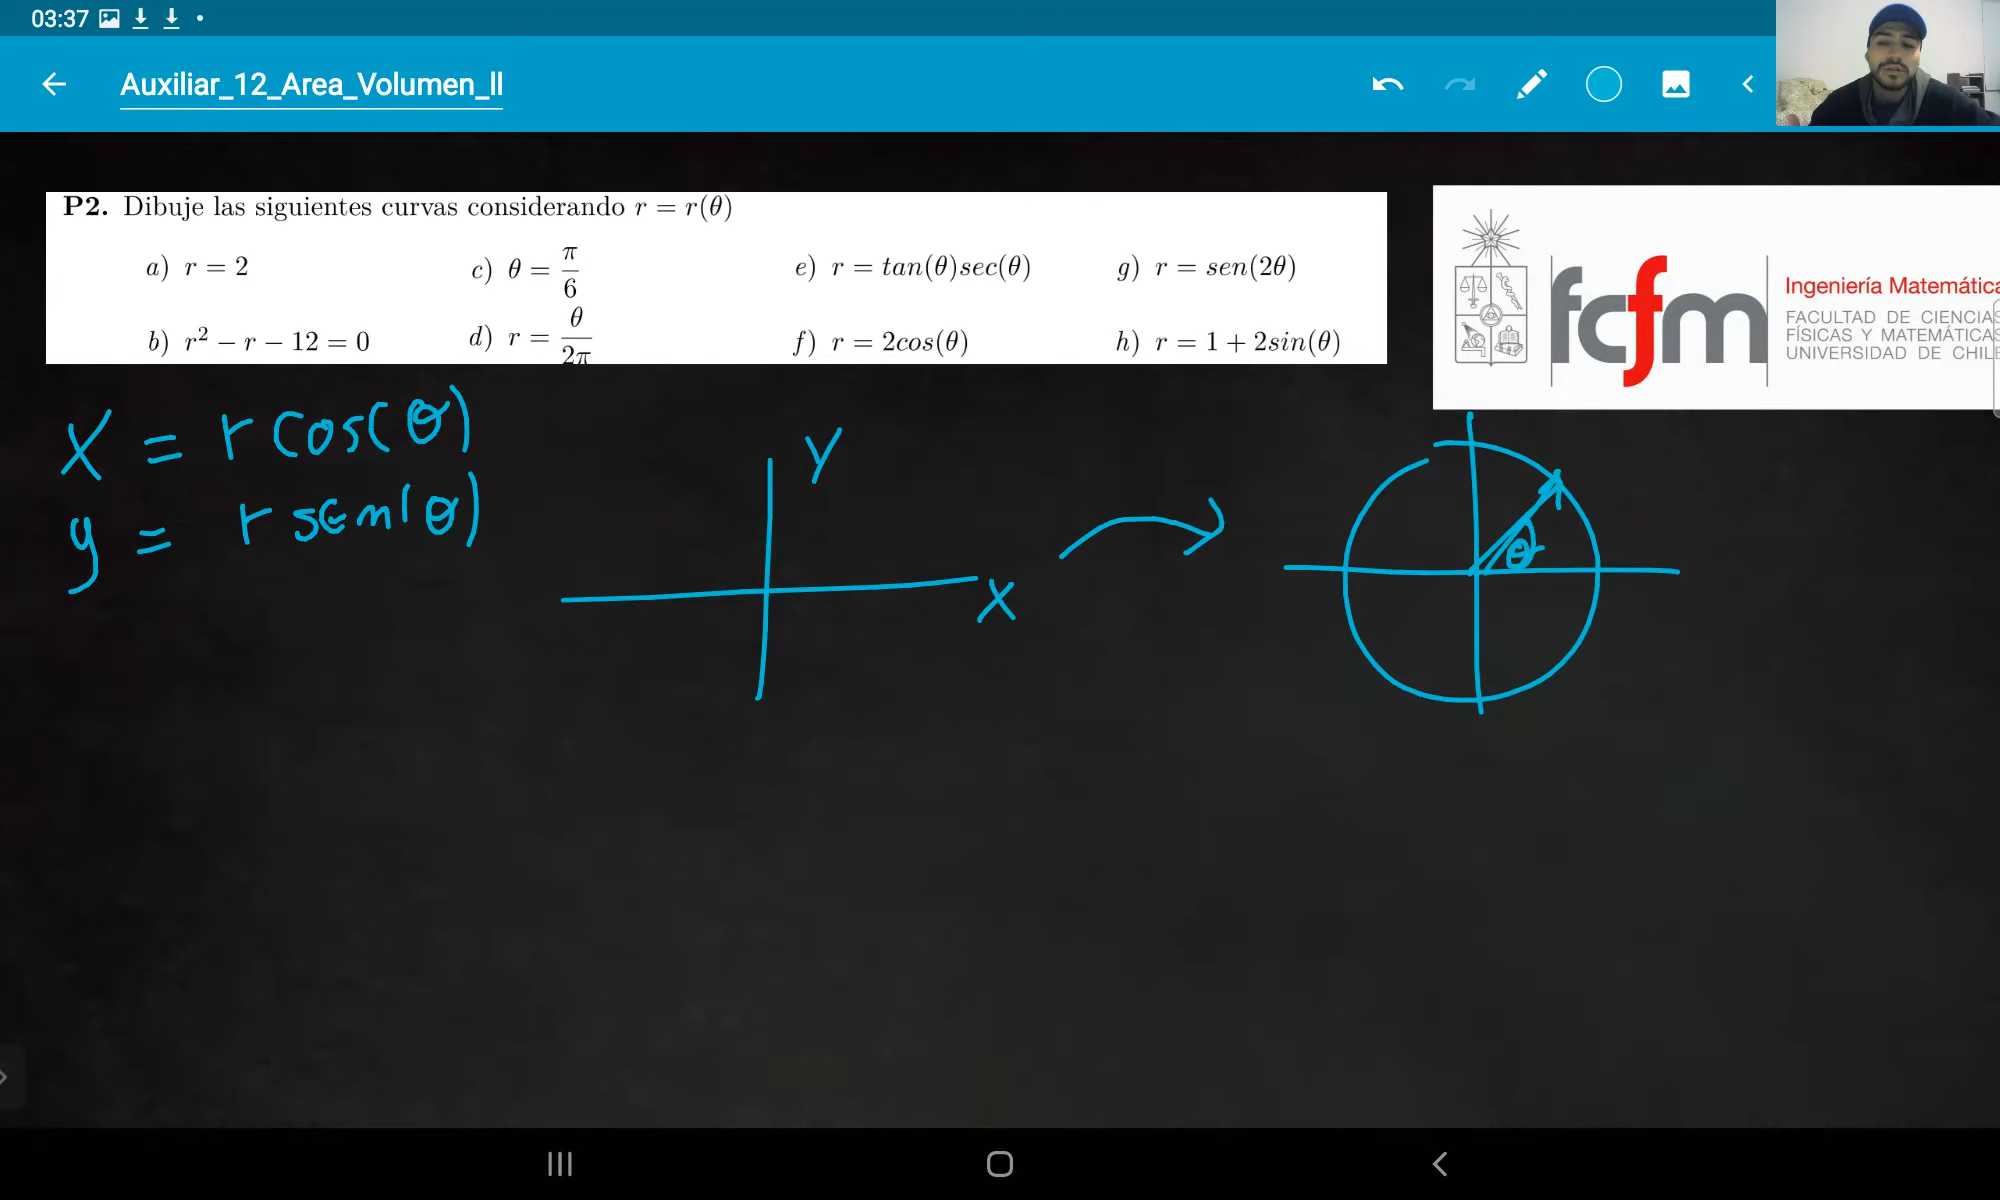 03:37
Auxiliar_12_Area_Volumen_ll
P2. Dibuje las siguientes curvas considerando r = r(θ)
a) r = 2
c) θ = π/6
e) r = tan(θ)sec(θ)
g) r = sen(2θ)
b) r² − r − 12 = 0
d) r = θ/2π
f) r = 2cos(θ)
h) r = 1 + 2sin(θ)
fcfm
Ingeniería Matemática
FACULTAD DE CIENCIAS
FÍSICAS Y MATEMÁTICAS
UNIVERSIDAD DE CHILE
x = r cos(θ)
y = r sen(θ)
y
x
θ